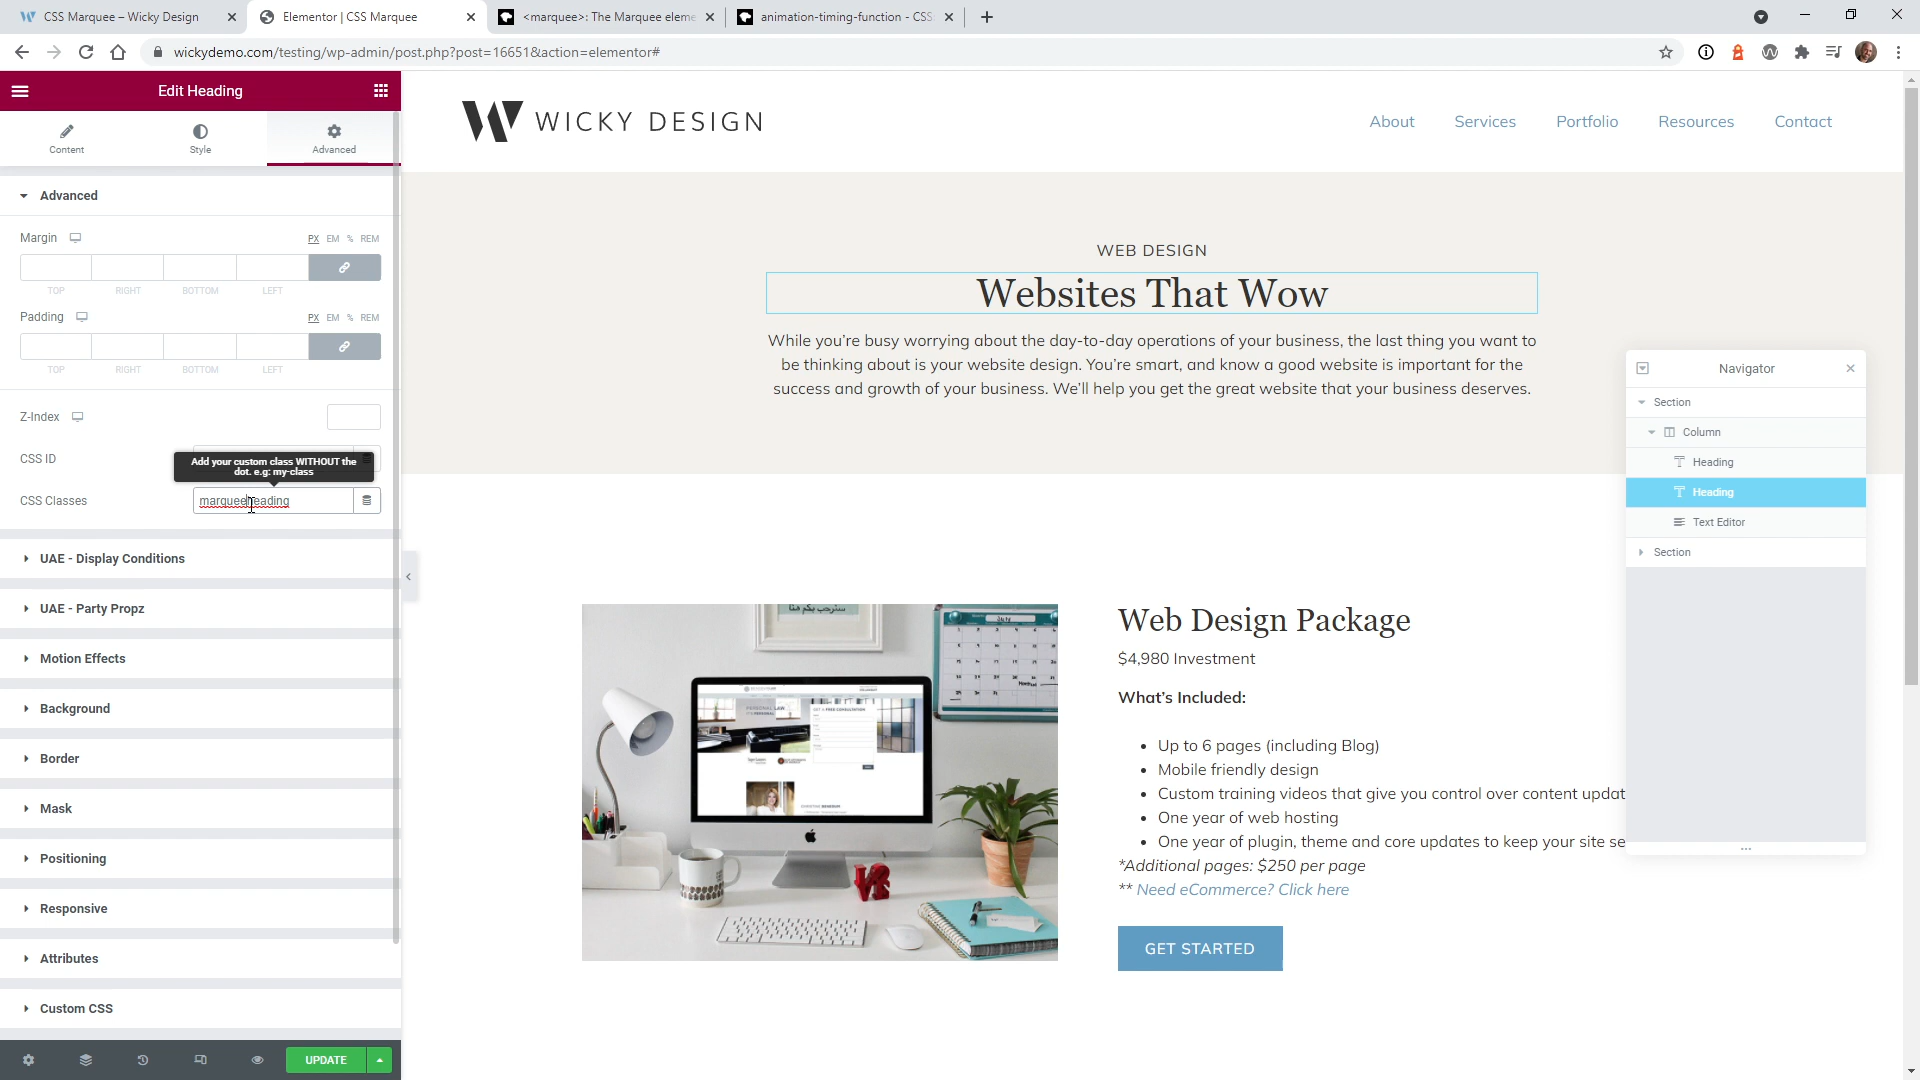 CSS Marquee – Wicky Design
Elementor | CSS Marquee
<marquee>: The Marquee eleme
animation-timing-function - CSS
wickydemo.com/testing/wp-admin/post.php?post=16651&action=elementor#
Edit Heading
Content
Style
Advanced
Advanced
Margin
PX EM % REM
TOP RIGHT BOTTOM LEFT
Padding
PX EM % REM
TOP RIGHT BOTTOM LEFT
Z-Index
CSS ID
Add your custom class WITHOUT the
dot. e.g: my-class
CSS Classes
marqueeheading
UAE - Display Conditions
UAE - Party Propz
Motion Effects
Background
Border
Mask
Positioning
Responsive
Attributes
Custom CSS
UPDATE
W WICKY DESIGN
About
Services
Portfolio
Resources
Contact
WEB DESIGN
Websites That Wow
While you're busy worrying about the day-to-day operations of your business, the last thing you want to
be thinking about is your website design. You're smart, and know a good website is important for the
success and growth of your business. We'll help you get the great website that your business deserves.
Navigator
Section
Column
Heading
Heading
Text Editor
Section
Web Design Package
$4,980 Investment
What's Included:
• Up to 6 pages (including Blog)
• Mobile friendly design
• Custom training videos that give you control over content updat
• One year of web hosting
• One year of plugin, theme and core updates to keep your site se
*Additional pages: $250 per page
** Need eCommerce? Click here
GET STARTED